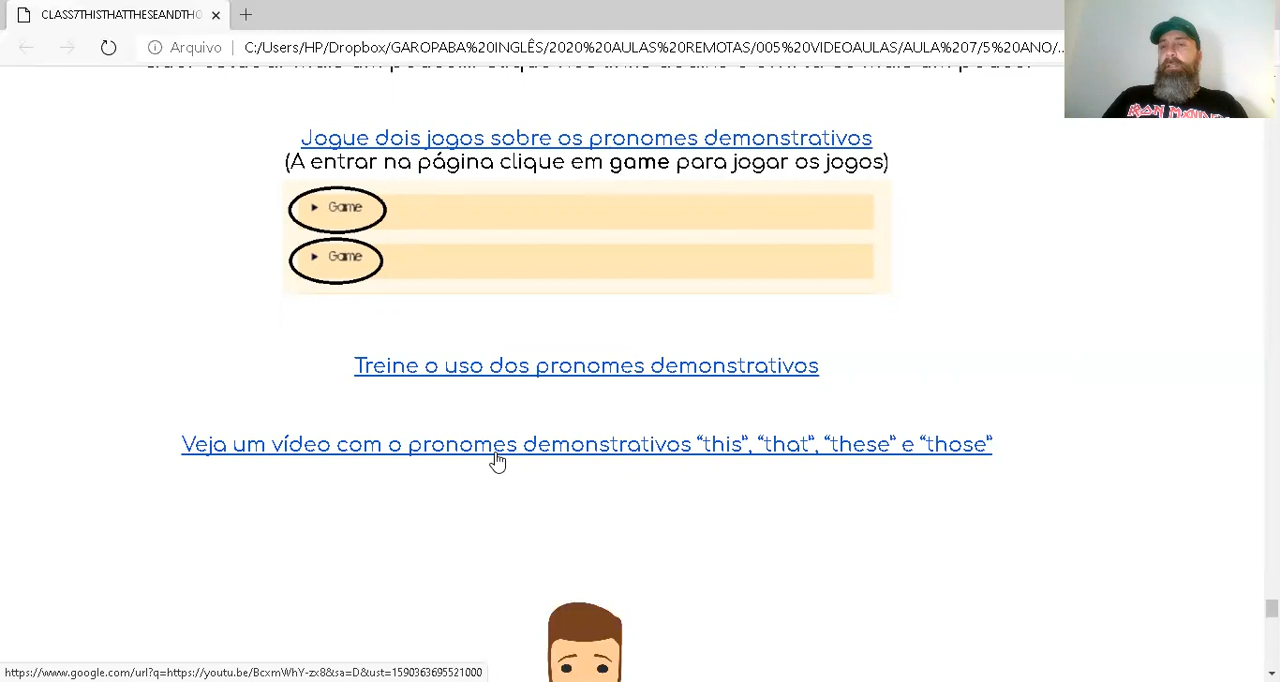 CLASS7THISTHATTHESEANDTHO
Arquivo C:/Users/HP/Dropbox/GAROPABA%20INGLÊS/2020%20AULAS%20REMOTAS/005%20VIDEOAULAS/AULA%207/5%20ANO/...
Jogue dois jogos sobre os pronomes demonstrativos
(A entrar na página clique em game para jogar os jogos)
Game
Game
Treine o uso dos pronomes demonstrativos
Veja um vídeo com o pronomes demonstrativos “this”, “that”, “these” e “those”
https://www.google.com/url?q=https://youtu.be/BcxmWhY-zx8&sa=D&ust=1590363695521000
IRON MAIDEN